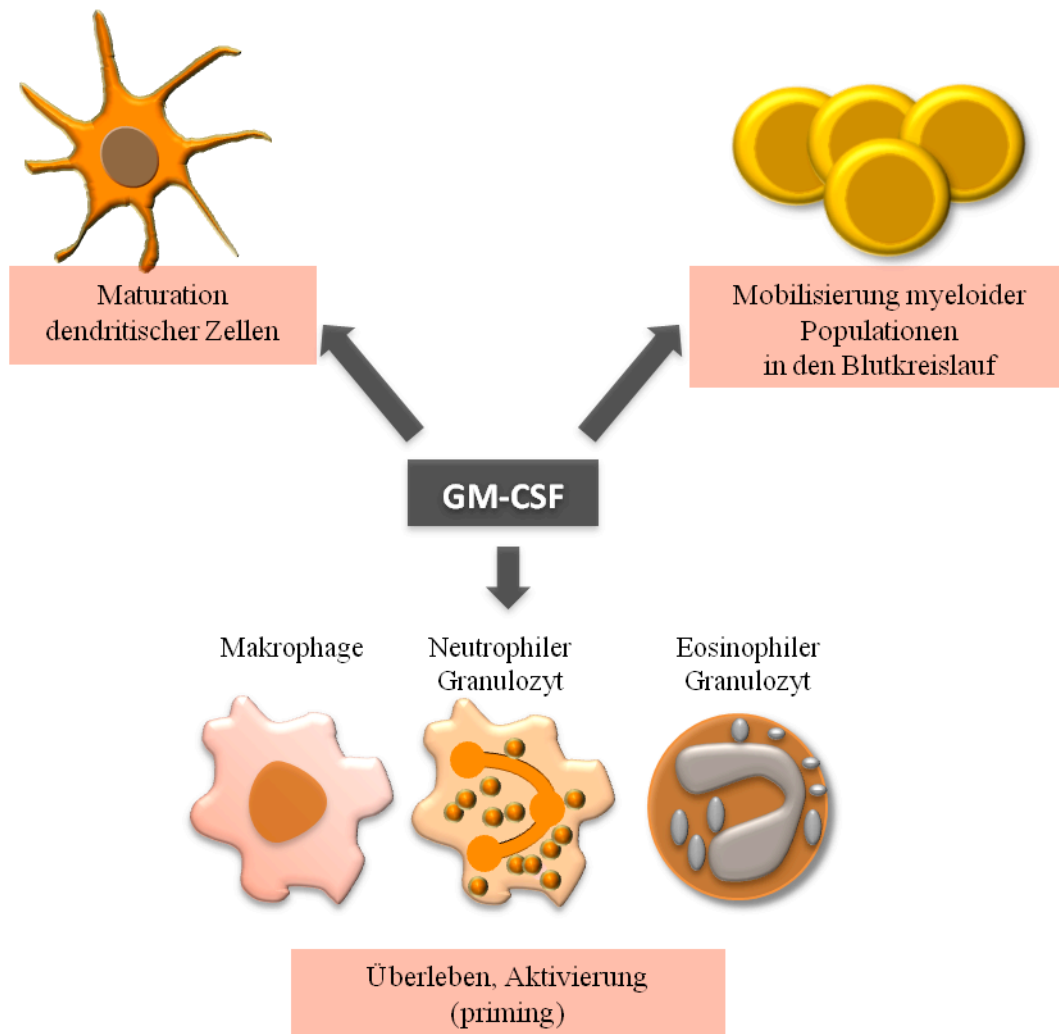 Maturation
dendritischer Zellen
Mobilisierung myeloider
Populationen
in den Blutkreislauf
GM-CSF
Makrophage
Neutrophiler
Granulozyt
Eosinophiler
Granulozyt
Überleben, Aktivierung
(priming)